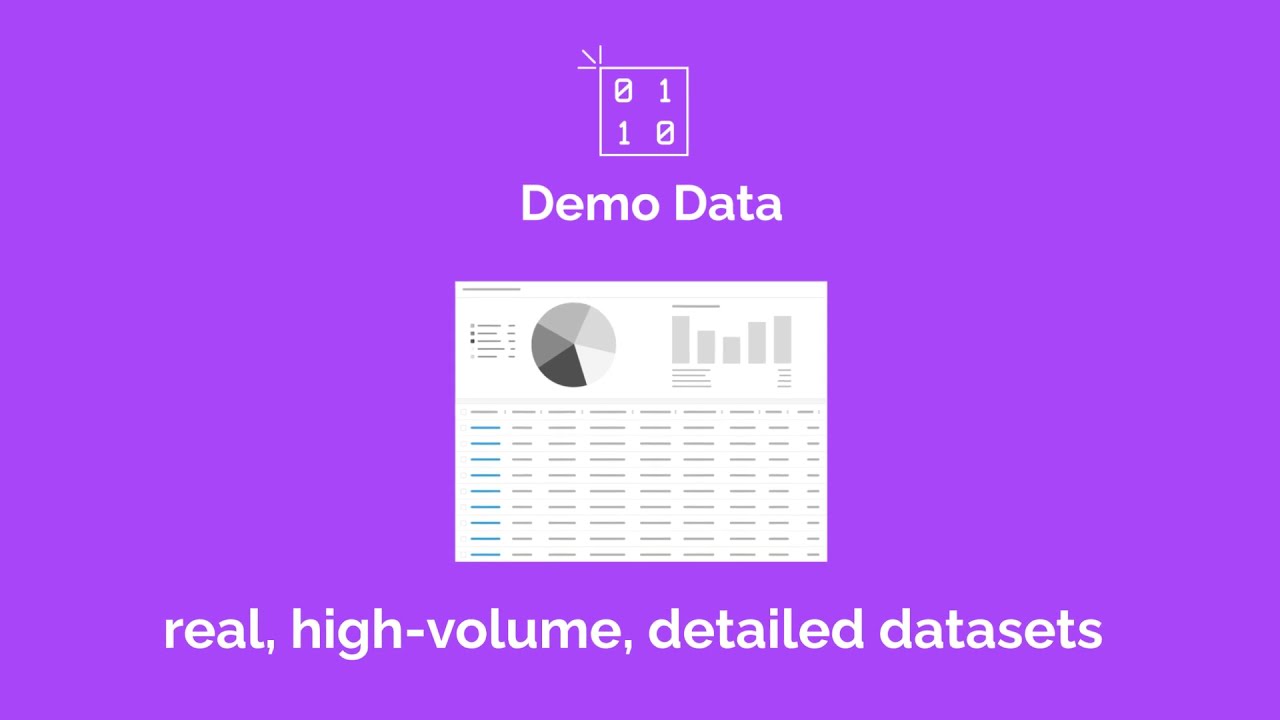 0 1
1 0
Demo Data
real, high-volume, detailed datasets